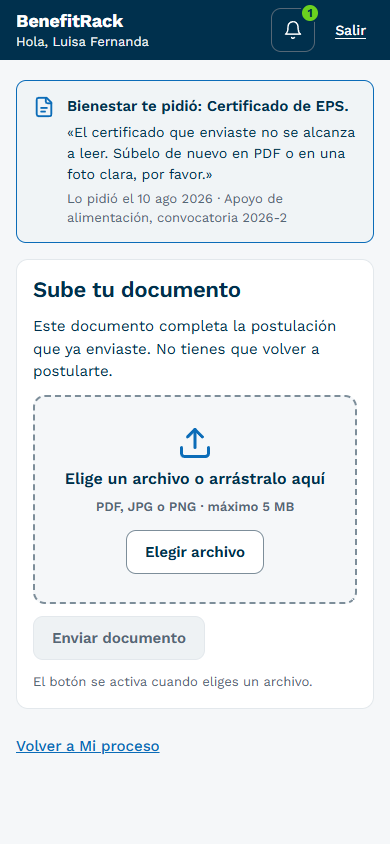 BenefitRack
Hola, Luisa Fernanda
1
Salir
Bienestar te pidió: Certificado de EPS.
«El certificado que enviaste no se alcanza
a leer. Súbelo de nuevo en PDF o en una
foto clara, por favor.»
Lo pidió el 10 ago 2026 · Apoyo de
alimentación, convocatoria 2026-2
Sube tu documento
Este documento completa la postulación
que ya enviaste. No tienes que volver a
postularte.
Elige un archivo o arrástralo aquí
PDF, JPG o PNG · máximo 5 MB
Elegir archivo
Enviar documento
El botón se activa cuando eliges un archivo.
Volver a Mi proceso